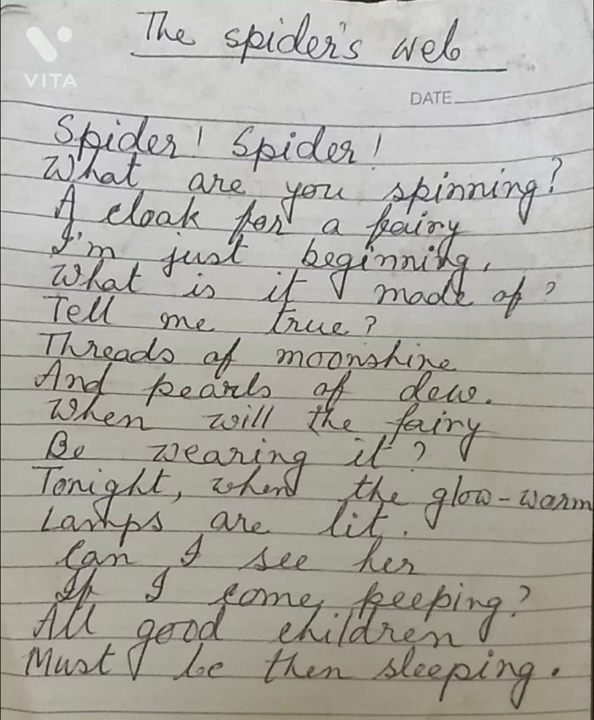 The spider's web
VITA
DATE
Spider! Spider!
What are you spinning?
A cloak for a fairy
I'm just beginning.
What is it made of?
Tell me true?
Threads of moonshine
And pearls of dew.
When will the fairy
Be wearing it?
Tonight, when the glow-warm
Lamps are lit.
Can I see her
If I come peeping?
All good children
Must be then sleeping.